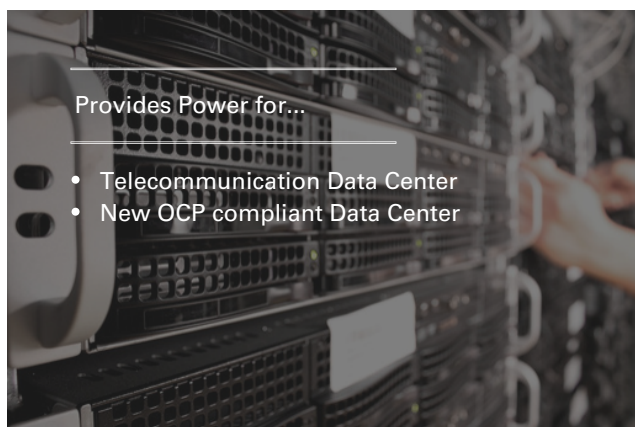 Provides Power for...
• Telecommunication Data Center
• New OCP compliant Data Center